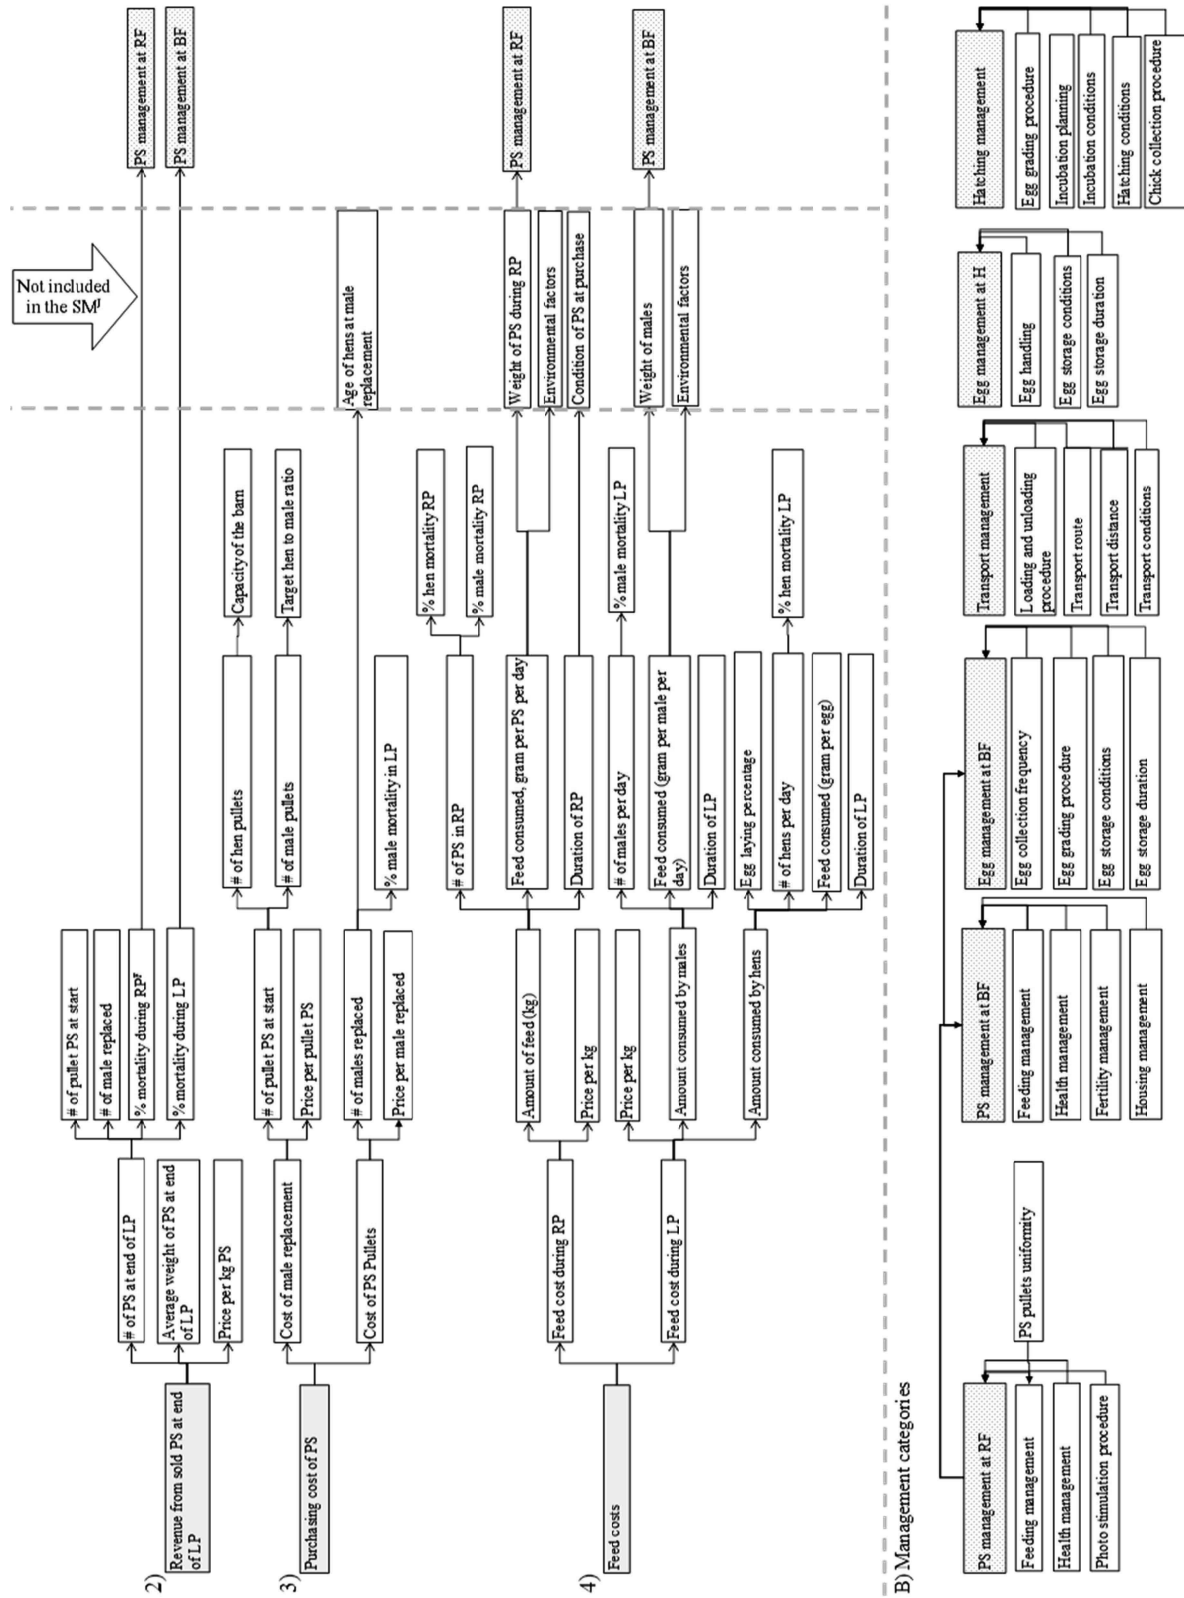 Not included
in the SM¹
2)
Revenue from sold PS at end
of LP
# of PS at end of LP
Average weight of PS at end
of LP
Price per kg PS
# of pullet PS at start
# of male replaced
% mortality during RP
% mortality during LP
PS management at RF
PS management at BF
3)
Purchasing cost of PS
Cost of male replacement
Cost of PS Pullets
# of pullet PS at start
Price per pullet PS
# of males replaced
Price per male replaced
# of hen pullets
# of male pullets
% male mortality in LP
Capacity of the barn
Target hen to male ratio
Age of hens at male
replacement
4)
Feed costs
Feed cost during RP
Feed cost during LP
Amount of feed (kg)
Price per kg
Price per kg
Amount consumed by males
Amount consumed by hens
# of PS in RP
Feed consumed, gram per PS per day
Duration of RP
# of males per day
Feed consumed (gram per male per
day)
Duration of LP
Egg laying percentage
# of hens per day
Feed consumed (gram per egg)
Duration of LP
% hen mortality RP
% male mortality RP
% male mortality LP
% hen mortality LP
Weight of PS during RP
Environmental factors
Condition of PS at purchase
Weight of males
Environmental factors
PS management at RF
PS management at BF
B) Management categories
PS management at RF
Feeding management
Health management
Photo stimulation procedure
PS pullets uniformity
PS management at BF
Feeding management
Health management
Fertility management
Housing management
Egg management at BF
Egg collection frequency
Egg grading procedure
Egg storage conditions
Egg storage duration
Transport management
Loading and unloading
procedure
Transport route
Transport distance
Transport conditions
Egg management at H
Egg handling
Egg storage conditions
Egg storage duration
Hatching management
Egg grading procedure
Incubation planning
Incubation conditions
Hatching conditions
Chick collection procedure